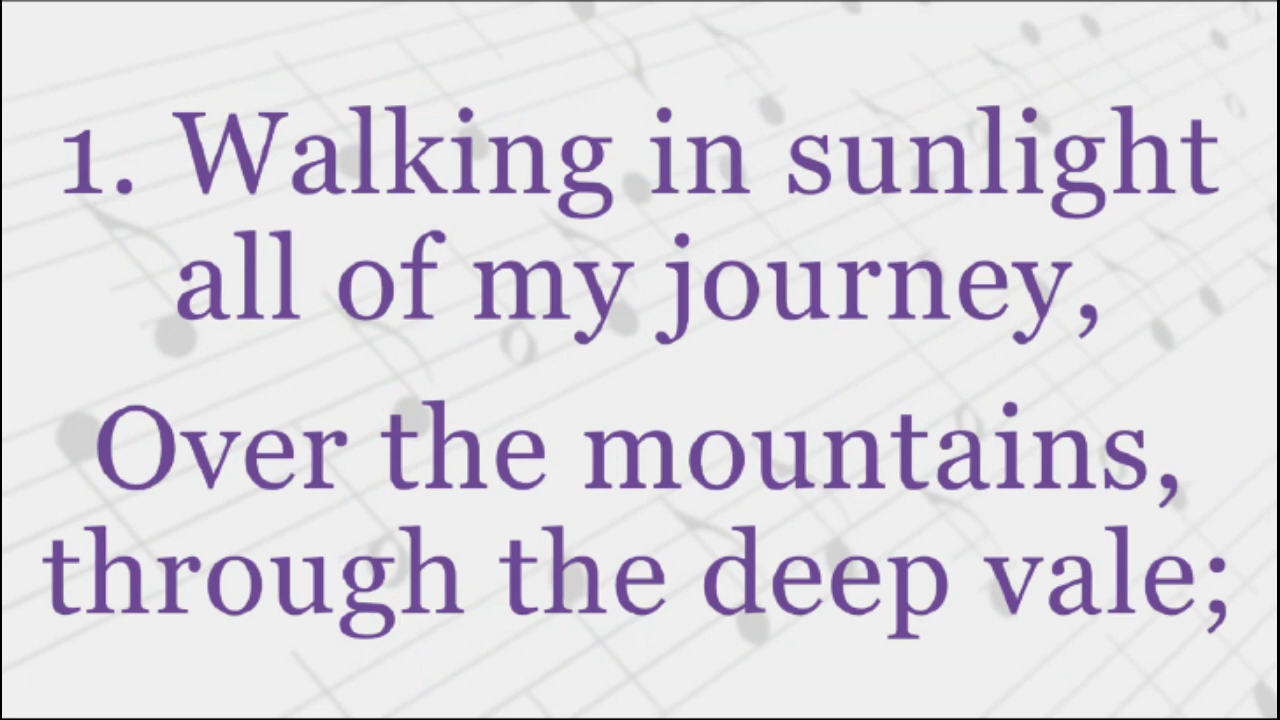 1. Walking in sunlight
all of my journey,
Over the mountains,
through the deep vale;